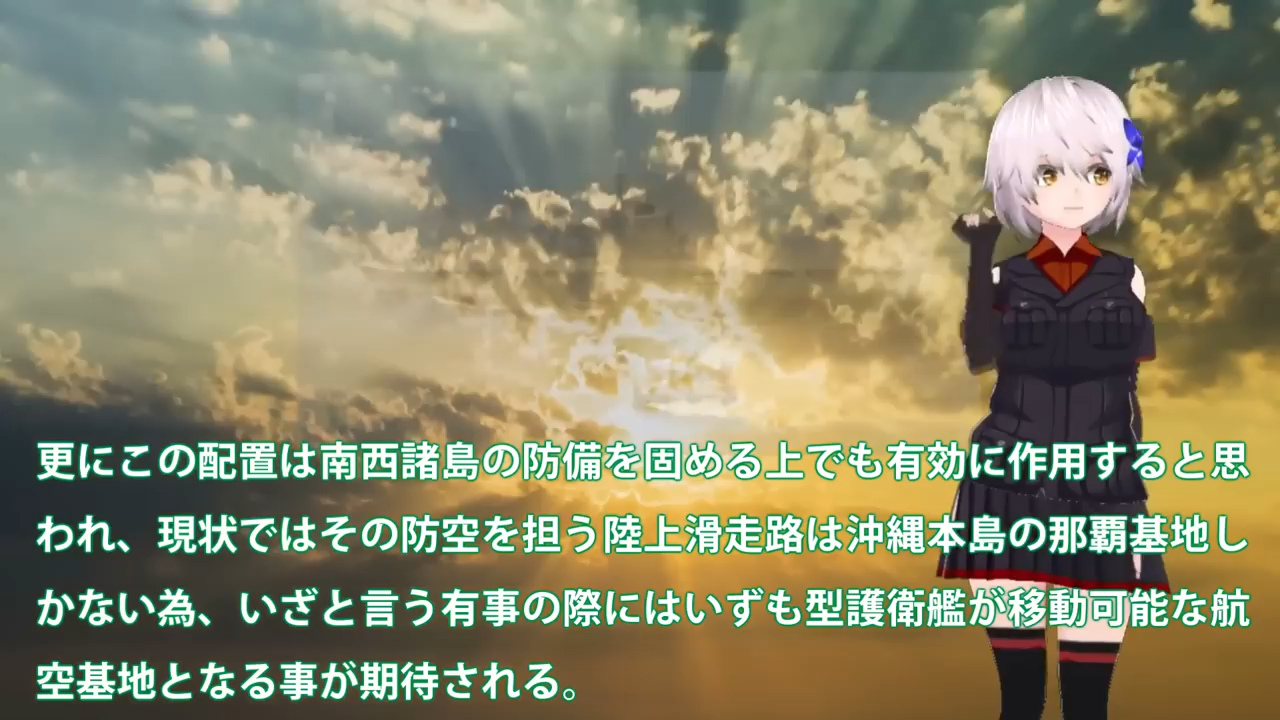 更にこの配置は南西諸島の防備を固める上でも有効に作用すると思
われ、現状ではその防空を担う陸上滑走路は沖縄本島の那覇基地し
かない為、いざと言う有事の際にはいずも型護衛艦が移動可能な航
空基地となる事が期待される。